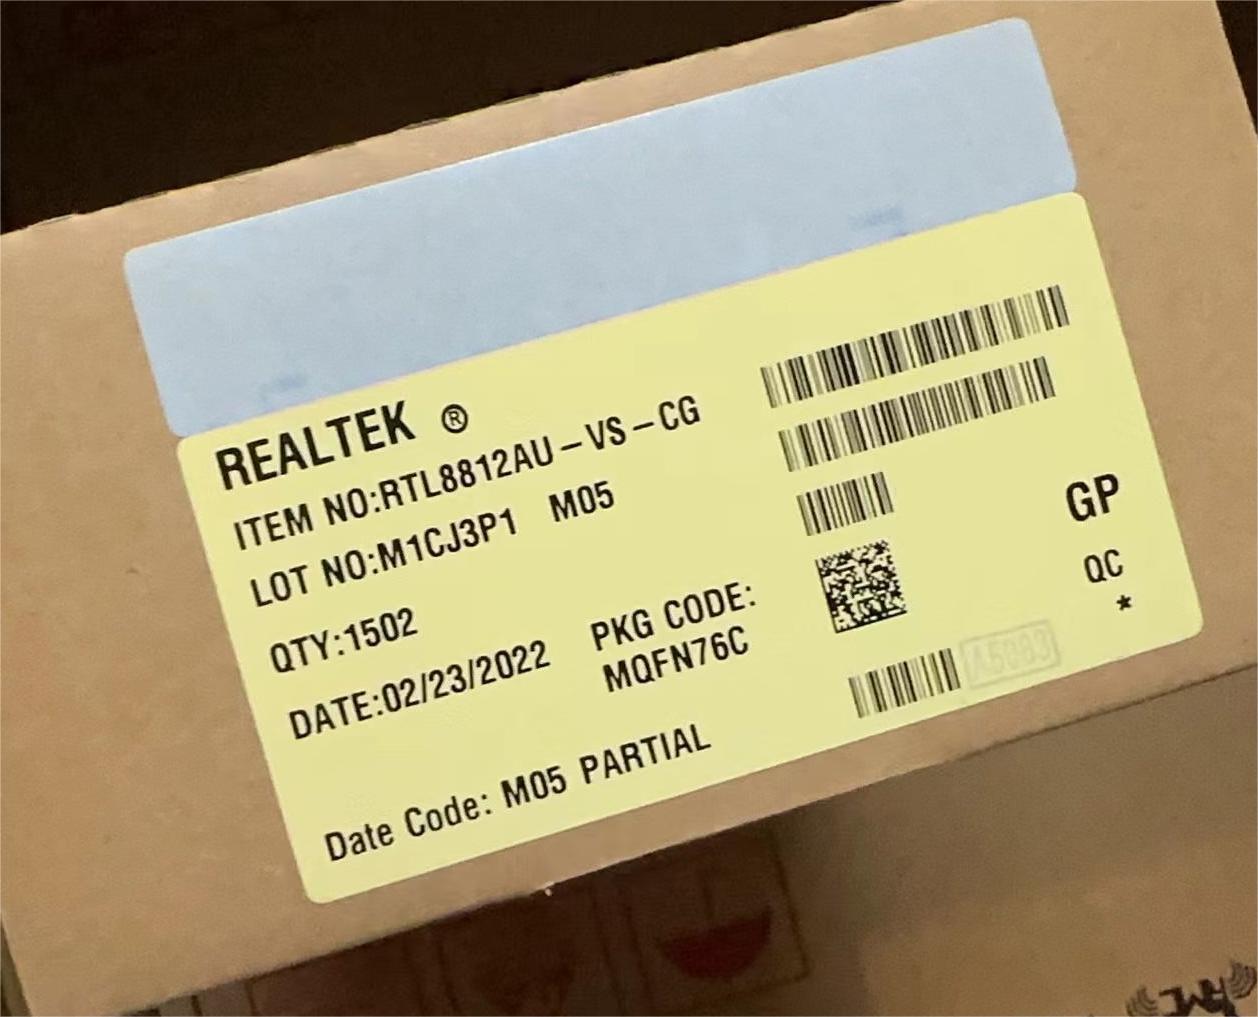 REALTEK ®
ITEM NO:RTL8812AU-VS-CG
LOT NO:M1CJ3P1 M05
QTY:1502
DATE:02/23/2022
PKG CODE:
MQFN76C
Date Code: M05 PARTIAL
GP
QC
*
A5083